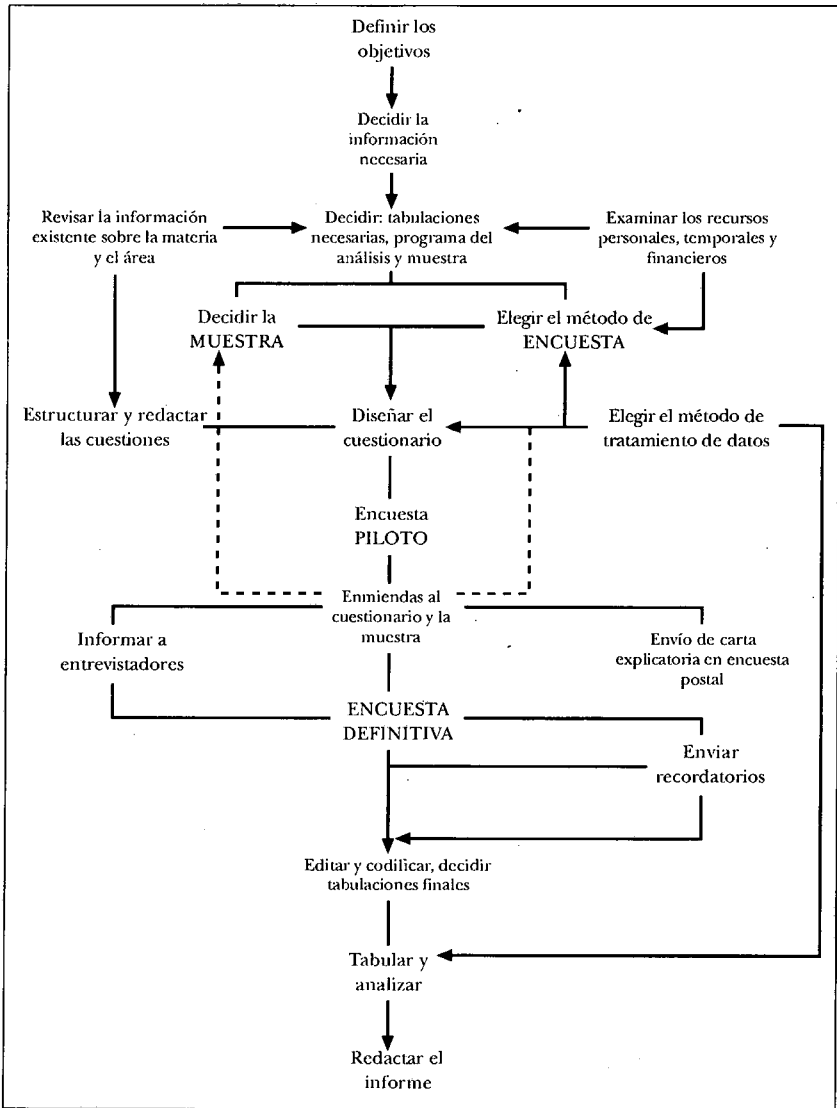 Definir los
objetivos
Decidir la
información
necesaria
Revisar la información
existente sobre la materia
y el área
Decidir: tabulaciones
necesarias, programa del
análisis y muestra
Examinar los recursos
personales, temporales y
financieros
Decidir la
MUESTRA
Elegir el método de
ENCUESTA
Estructurar y redactar
las cuestiones
Diseñar el
cuestionario
Elegir el método de
tratamiento de datos
Encuesta
PILOTO
Enmiendas al
cuestionario y la
muestra
Informar a
entrevistadores
Envío de carta
explicatoria en encuesta
postal
ENCUESTA
DEFINITIVA
Enviar
recordatorios
Editar y codificar, decidir
tabulaciones finales
Tabular y
analizar
Redactar el
informe